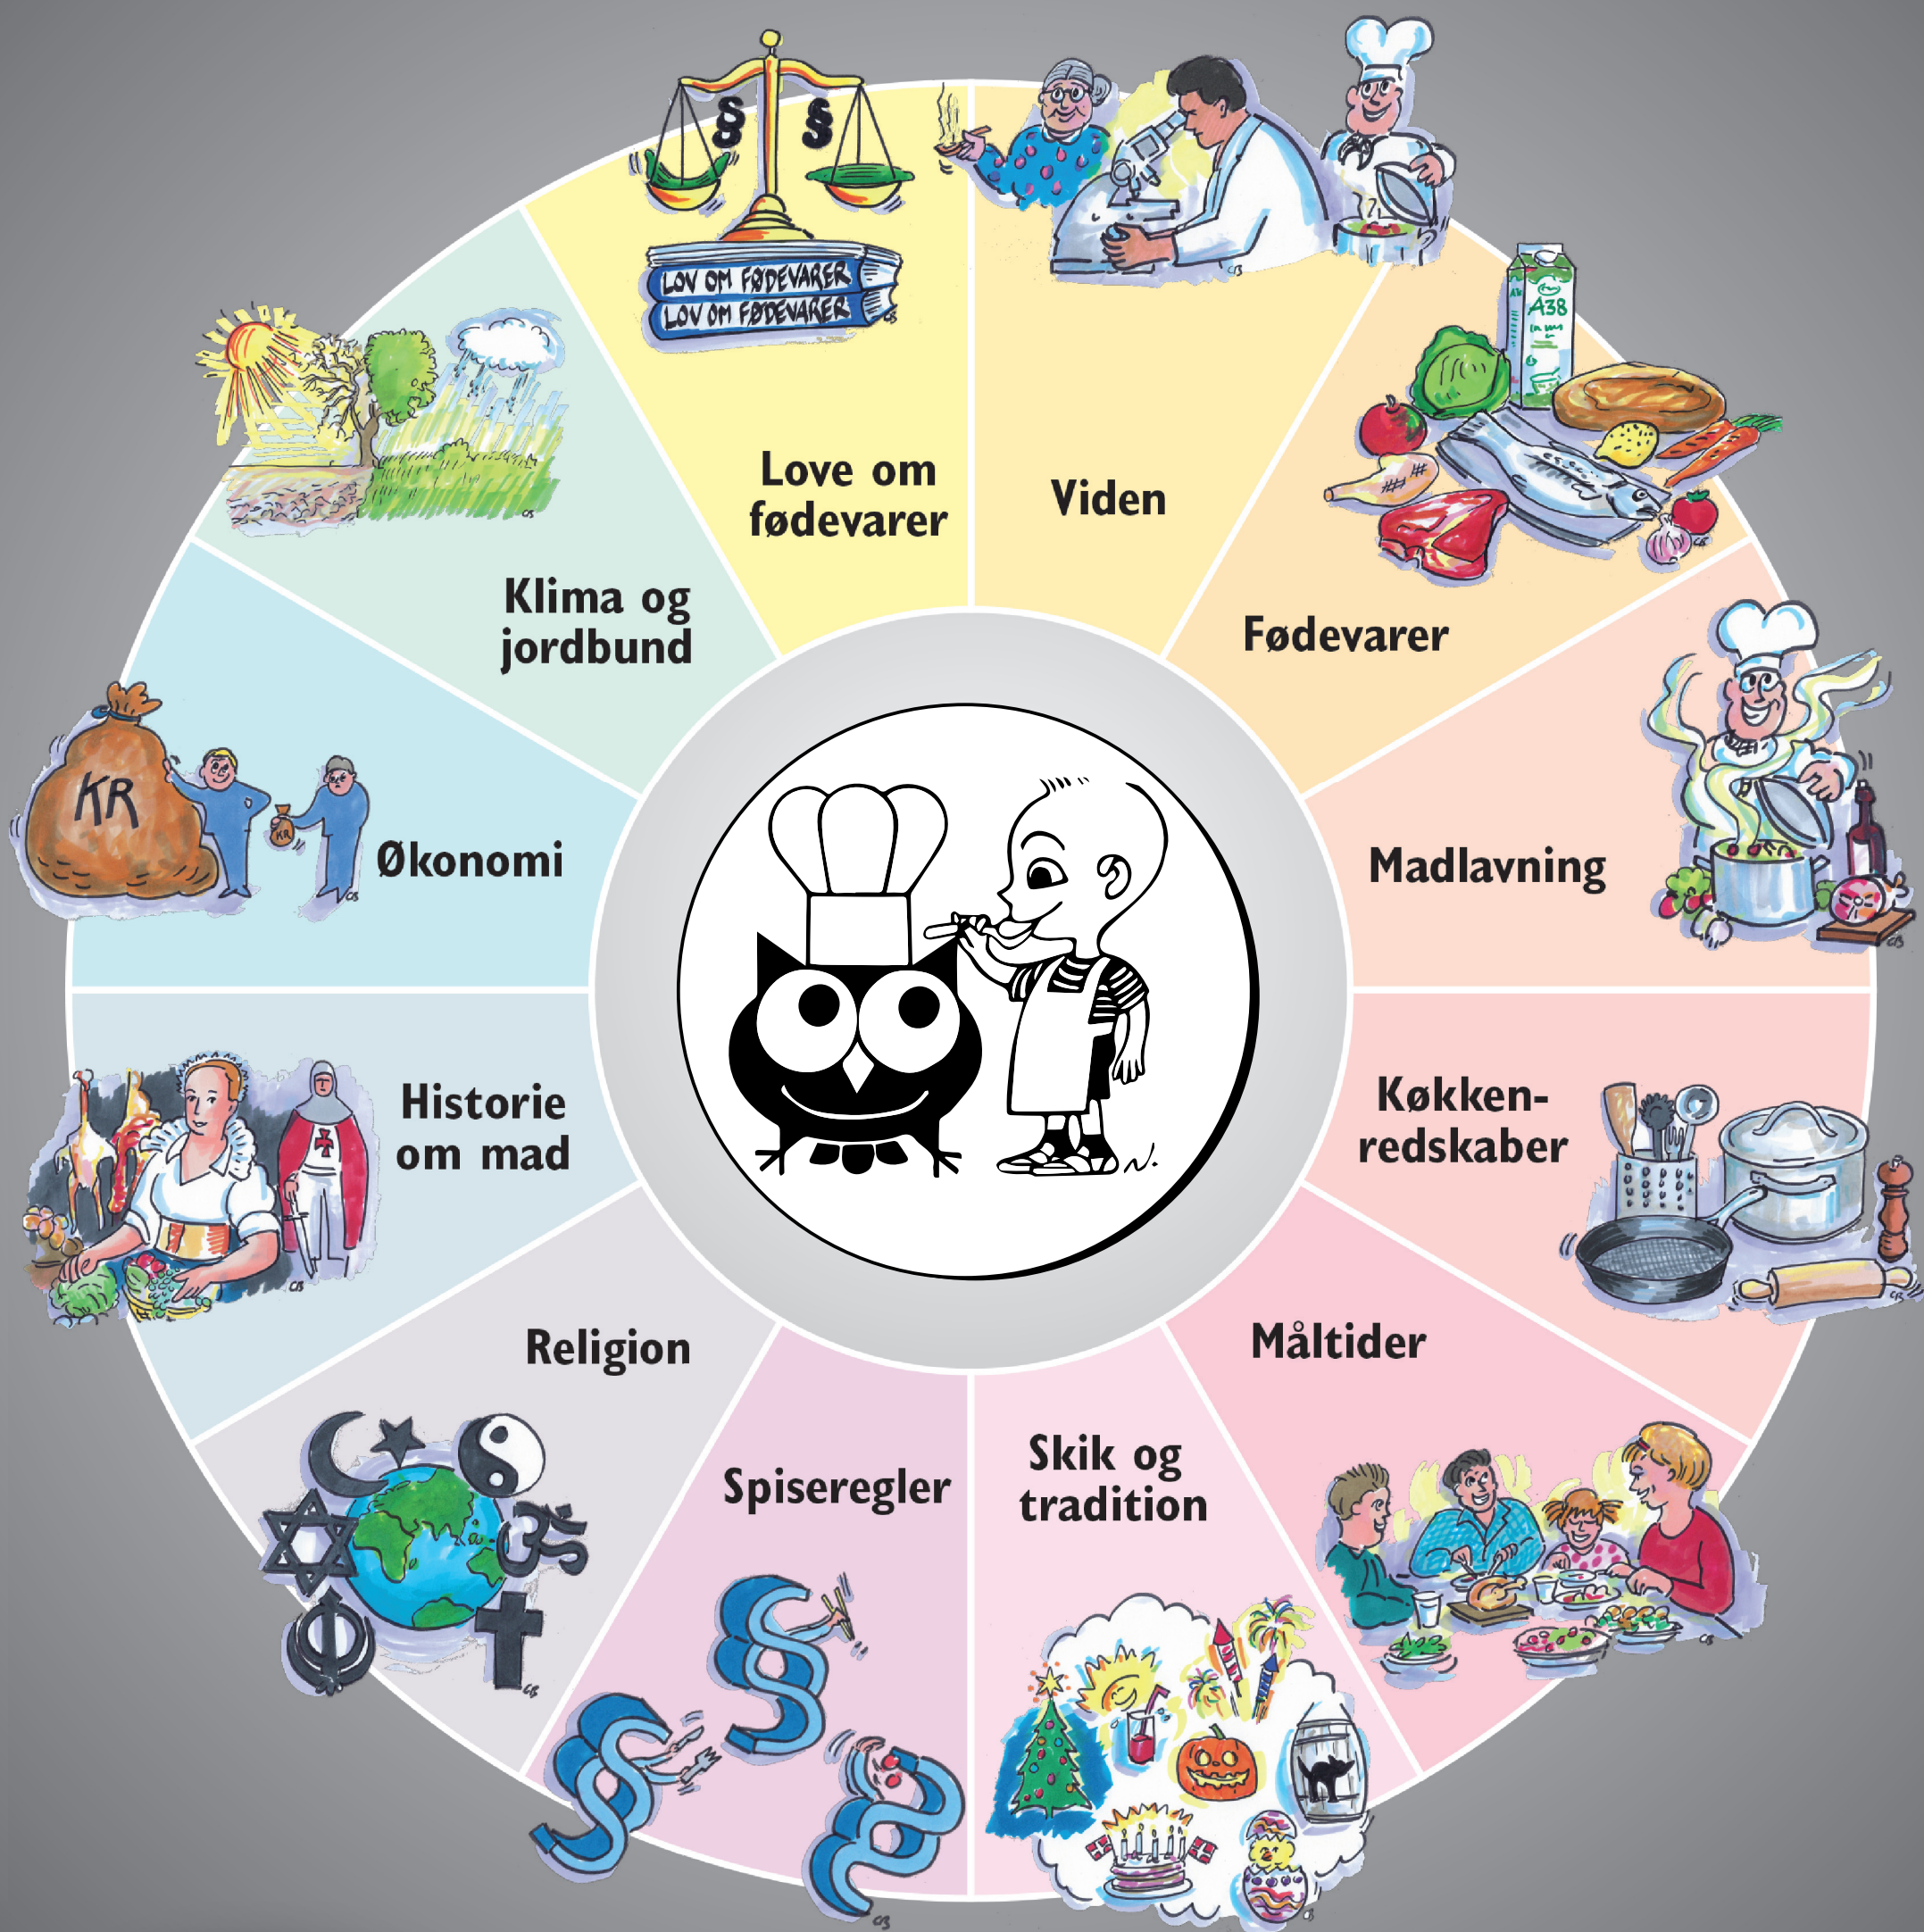 § §
LOV OM FØDEVARER
LOV OM FØDEVARER
Love om
fødevarer
Viden
A38
Fødevarer
Madlavning
Køkken-
redskaber
Måltider
Skik og
tradition
Spiseregler
Religion
Historie
om mad
KR
KR
Økonomi
Klima og
jordbund
N.